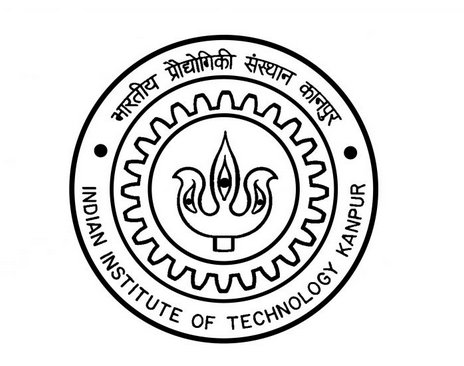 भारतीय प्रौद्योगिकी संस्थान कानपुर
INDIAN INSTITUTE OF TECHNOLOGY KANPUR